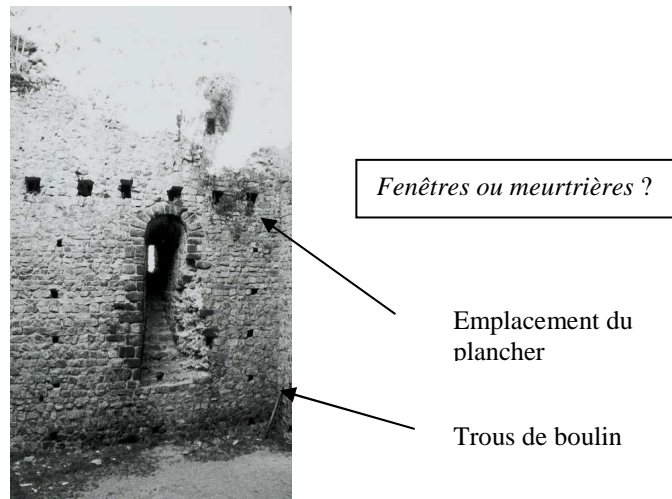 Fenêtres ou meurtrières ?
Emplacement du
plancher
Trous de boulin